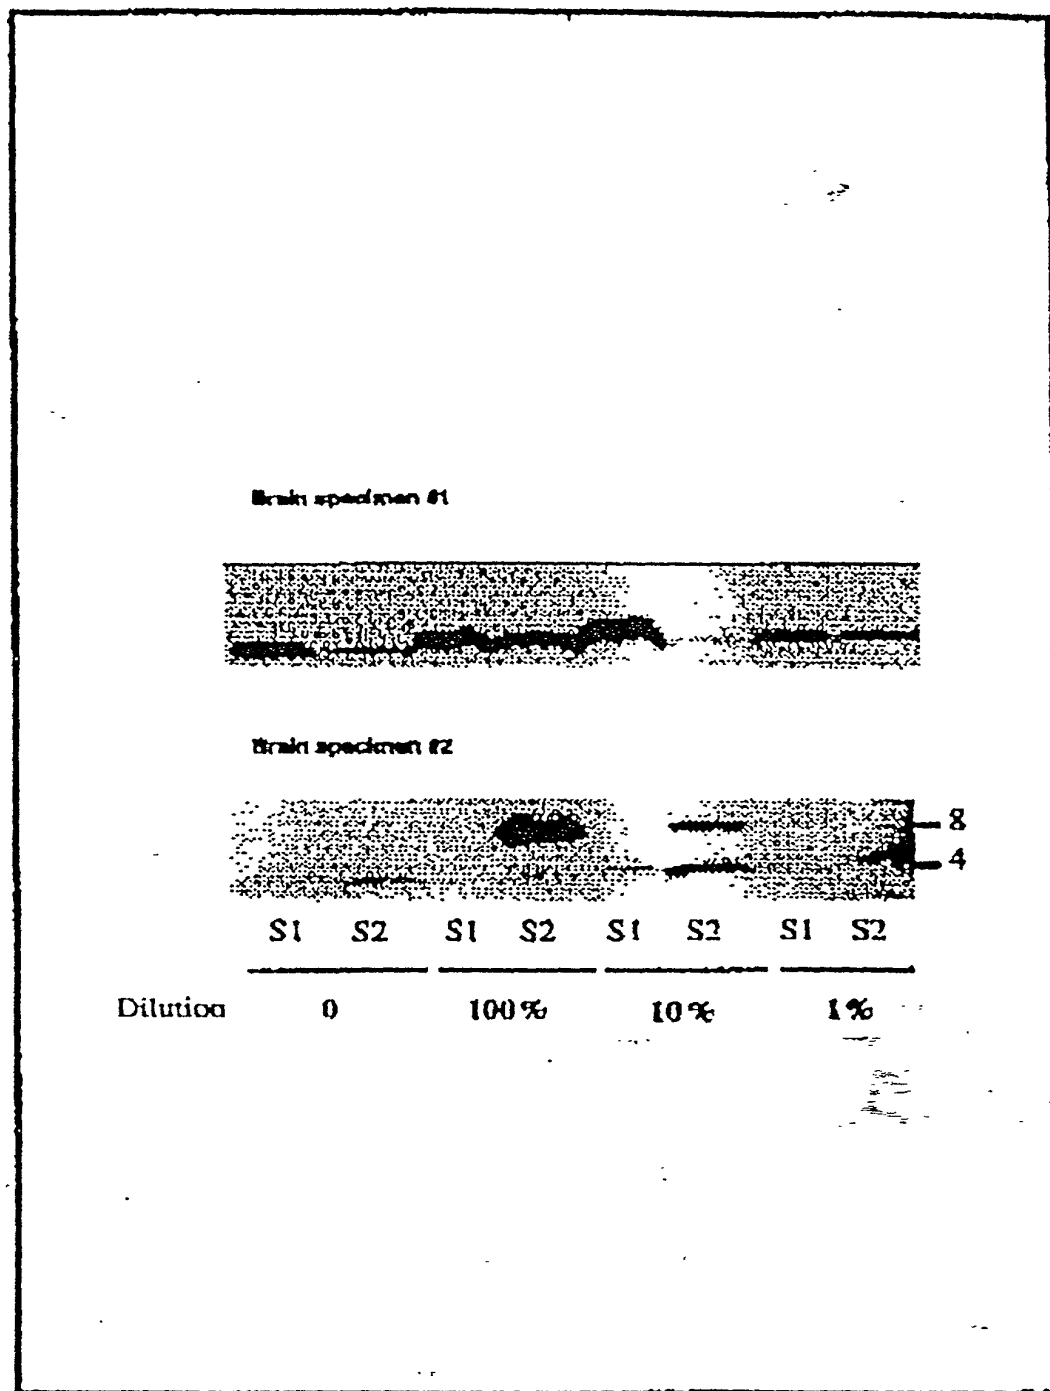 Brain specimen #1
Brain specimen #2
8
4
S1 S2 S1 S2 S1 S2 S1 S2
Dilution 0 100% 10% 1%